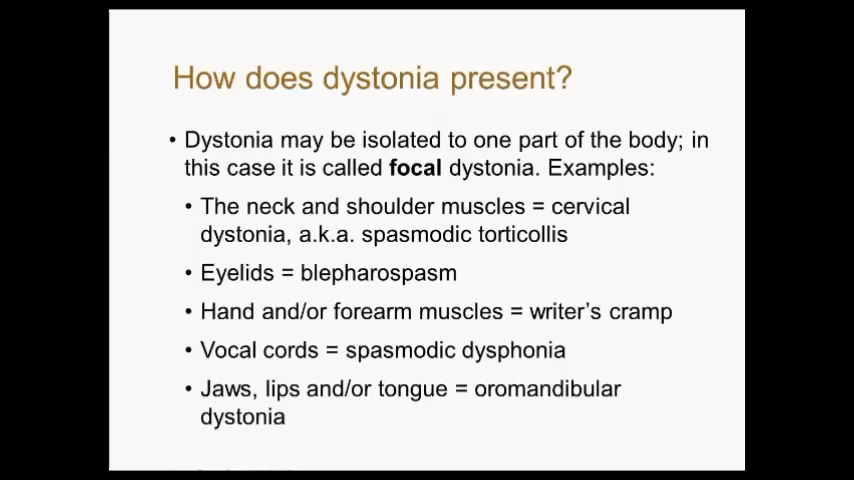 How does dystonia present?
• Dystonia may be isolated to one part of the body; in
this case it is called focal dystonia. Examples:
• The neck and shoulder muscles = cervical
dystonia, a.k.a. spasmodic torticollis
• Eyelids = blepharospasm
• Hand and/or forearm muscles = writer's cramp
• Vocal cords = spasmodic dysphonia
• Jaws, lips and/or tongue = oromandibular
dystonia